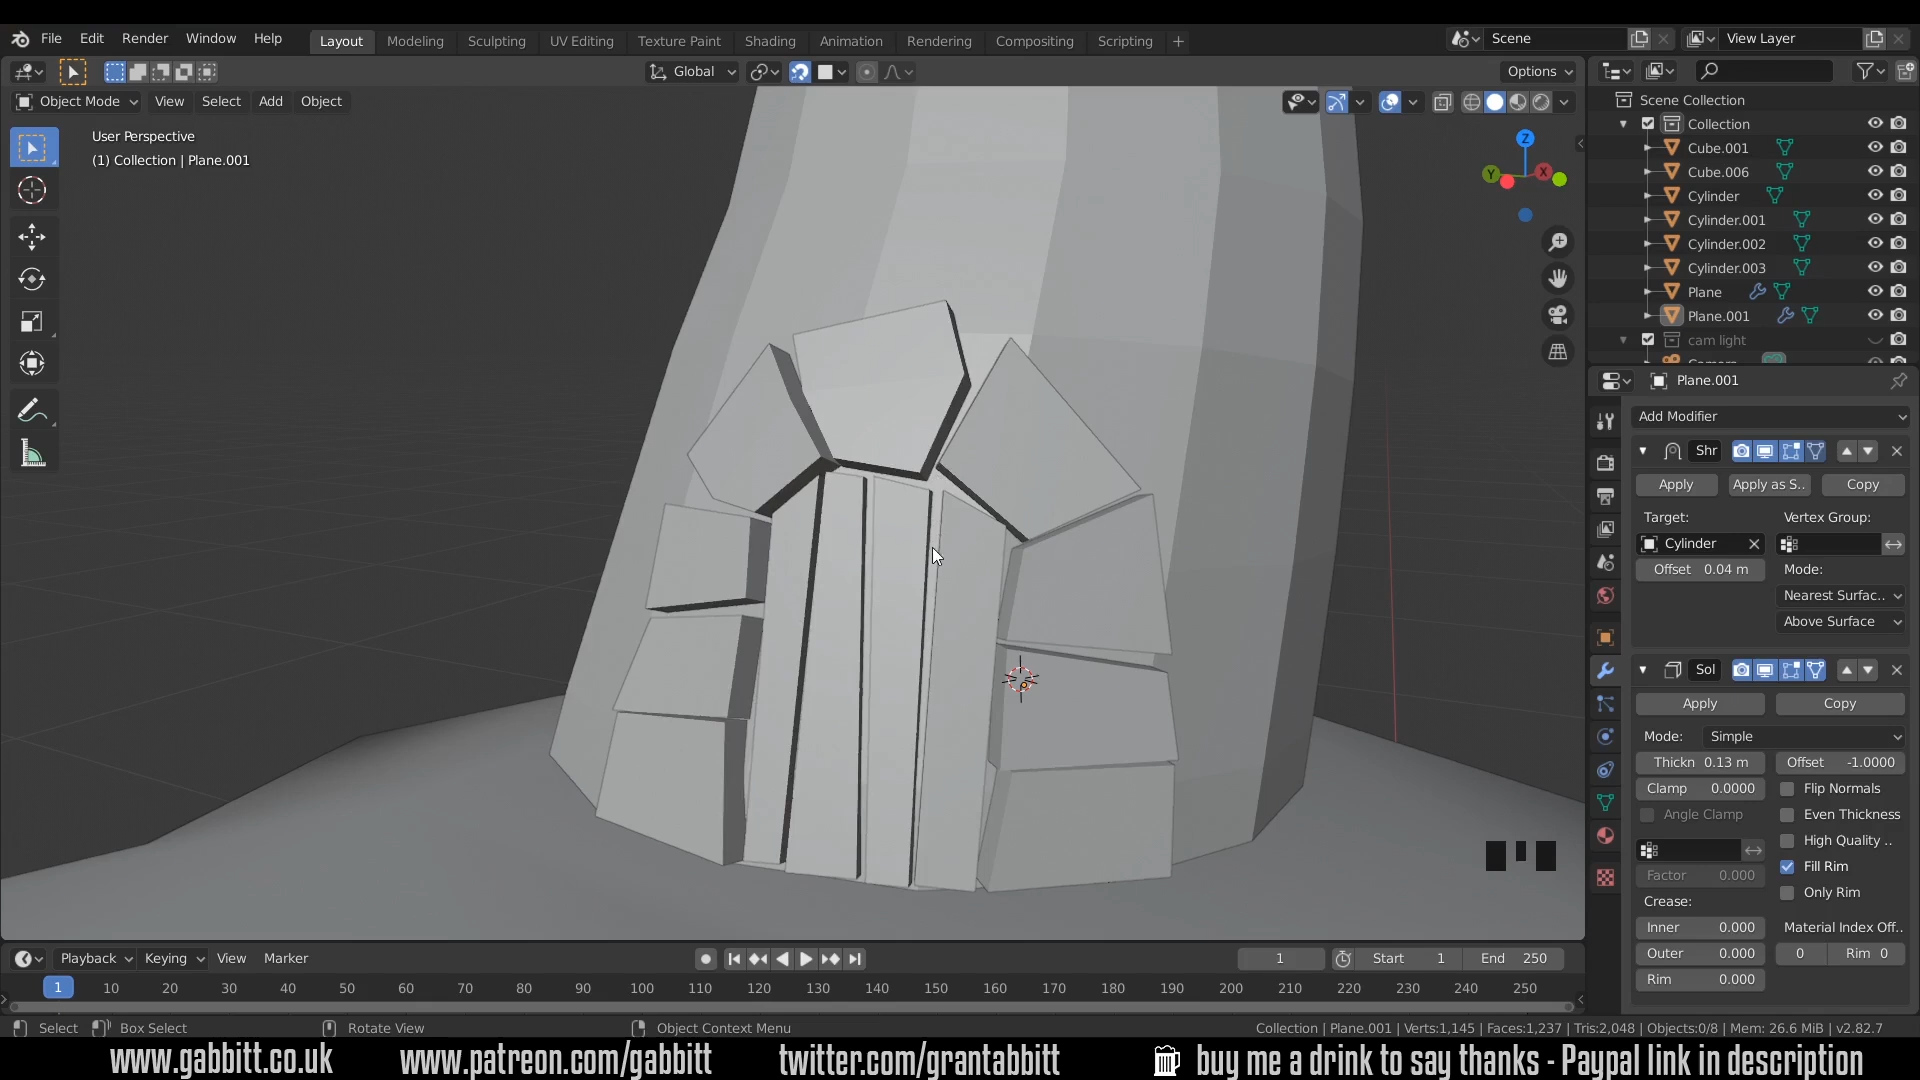 File Edit Render Window Help Layout Modeling Sculpting UV Editing Texture Paint Shading Animation Rendering Compositing Scripting + Scene View Layer
Global Options
Object Mode View Select Add Object
User Perspective
(1) Collection | Plane.001
Z
Y X
Scene Collection
Collection
Cube.001
Cube.006
Cylinder
Cylinder.001
Cylinder.002
Cylinder.003
Plane
Plane.001
cam light
Plane.001
Add Modifier
Shr
Apply Apply as S.. Copy
Target: Vertex Group:
Cylinder
Offset 0.04 m Mode:
Nearest Surfac..
Above Surface
Sol
Apply Copy
Mode: Simple
Thickn 0.13 m Offset -1.0000
Clamp 0.0000 Flip Normals
Angle Clamp Even Thickness
High Quality ..
Fill Rim
Factor 0.000
Only Rim
Crease:
Inner 0.000 Material Index Off..
Outer 0.000 0 Rim 0
Rim 0.000
Playback Keying View Marker 1 Start 1 End 250
1 10 20 30 40 50 60 70 80 90 100 110 120 130 140 150 160 170 180 190 200 210 220 230 240 250
Select Box Select Rotate View Object Context Menu Collection | Plane.001 | Verts:1,145 | Faces:1,237 | Tris:2,048 | Objects:0/8 | Mem: 26.6 MiB | v2.82.7
www.gabbitt.co.uk www.patreon.com/gabbitt twitter.com/grantabbitt buy me a drink to say thanks - Paypal link in description